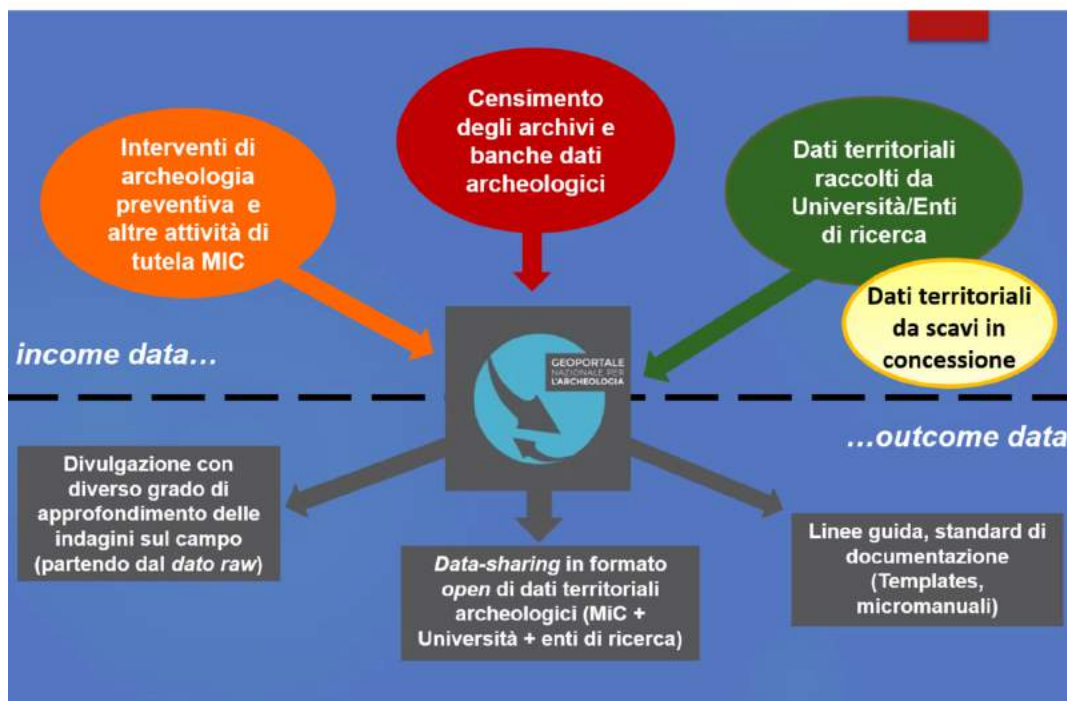 Censimento
degli archivi e
banche dati
archeologici
Interventi di
archeologia
preventiva e
altre attività di
tutela MIC
Dati territoriali
raccolti da
Università/Enti
di ricerca
Dati territoriali
da scavi in
concessione
income data...
GEOPORTALE
NAZIONALE PER
L'ARCHEOLOGIA
...outcome data
Divulgazione con
diverso grado di
approfondimento delle
indagini sul campo
(partendo dal dato raw)
Data-sharing in formato
open di dati territoriali
archeologici (MiC +
Università + enti di ricerca)
Linee guida, standard di
documentazione
(Templates,
micromanuali)